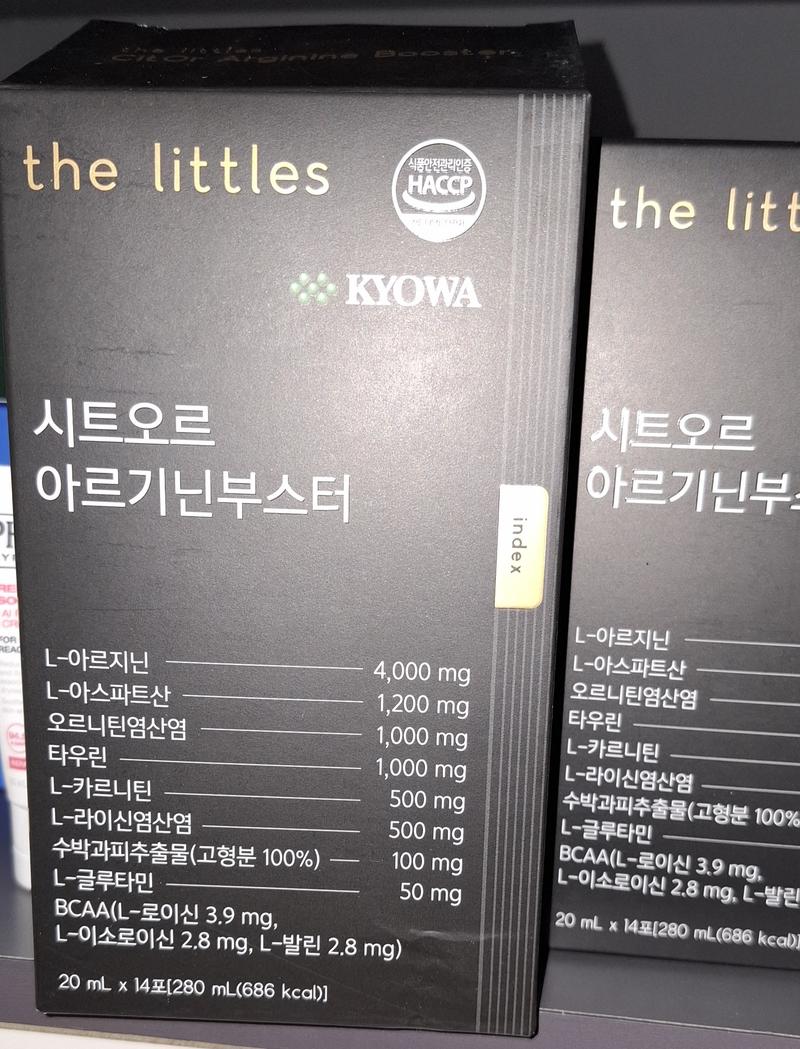 the littles
CitOr Arginine Booster
the littles
식품안전관리인증
HACCP
KYOWA
시트오르
아르기닌부스터
index
L-아르지닌 4,000 mg
L-아스파트산 1,200 mg
오르니틴염산염 1,000 mg
타우린 1,000 mg
L-카르니틴 500 mg
L-라이신염산염 500 mg
수박과피추출물(고형분 100%) 100 mg
L-글루타민 50 mg
BCAA(L-로이신 3.9 mg,
L-이소로이신 2.8 mg, L-발린 2.8 mg)
20 mL x 14포[280 mL(686 kcal)]
the litt
시트오르
아르기닌부
L-아르지닌
L-아스파트산
오르니틴염산염
타우린
L-카르니틴
L-라이신염산염
수박과피추출물(고형분 100%
L-글루타민
BCAA(L-로이신 3.9 mg,
L-이소로이신 2.8 mg, L-발린
20 mL x 14포[280 mL(686 kcal)]